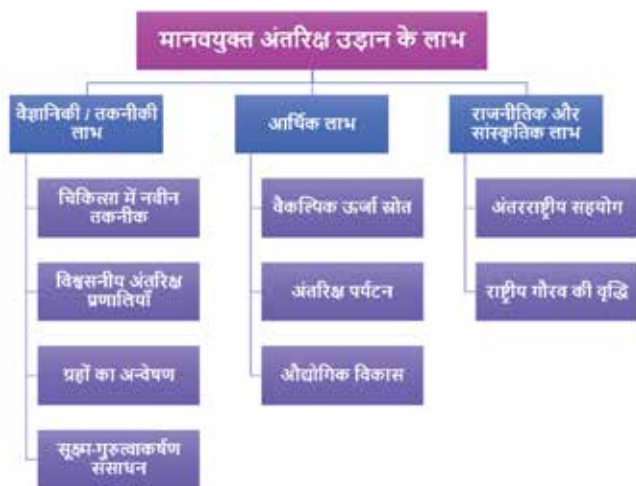 मानवयुक्त अंतरिक्ष उड़ान के लाभ
वैज्ञानिकी / तकनीकी
लाभ
चिकित्सा में नवीन
तकनीक
विश्वसनीय अंतरिक्ष
प्रणालियाँ
ग्रहों का अन्वेषण
सूक्ष्म-गुरुत्वाकर्षण
संसाधन
आर्थिक लाभ
वैकल्पिक ऊर्जा स्रोत
अंतरिक्ष पर्यटन
औद्योगिक विकास
राजनीतिक और
सांस्कृतिक लाभ
अंतरराष्ट्रीय सहयोग
राष्ट्रीय गौरव की वृद्धि